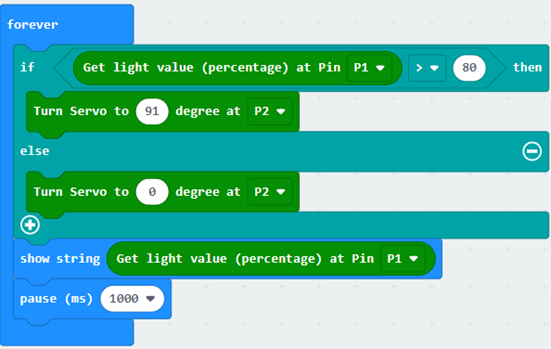 forever
if Get light value (percentage) at Pin P1 > 80 then
Turn Servo to 91 degree at P2
else
Turn Servo to 0 degree at P2
show string Get light value (percentage) at Pin P1
pause (ms) 1000